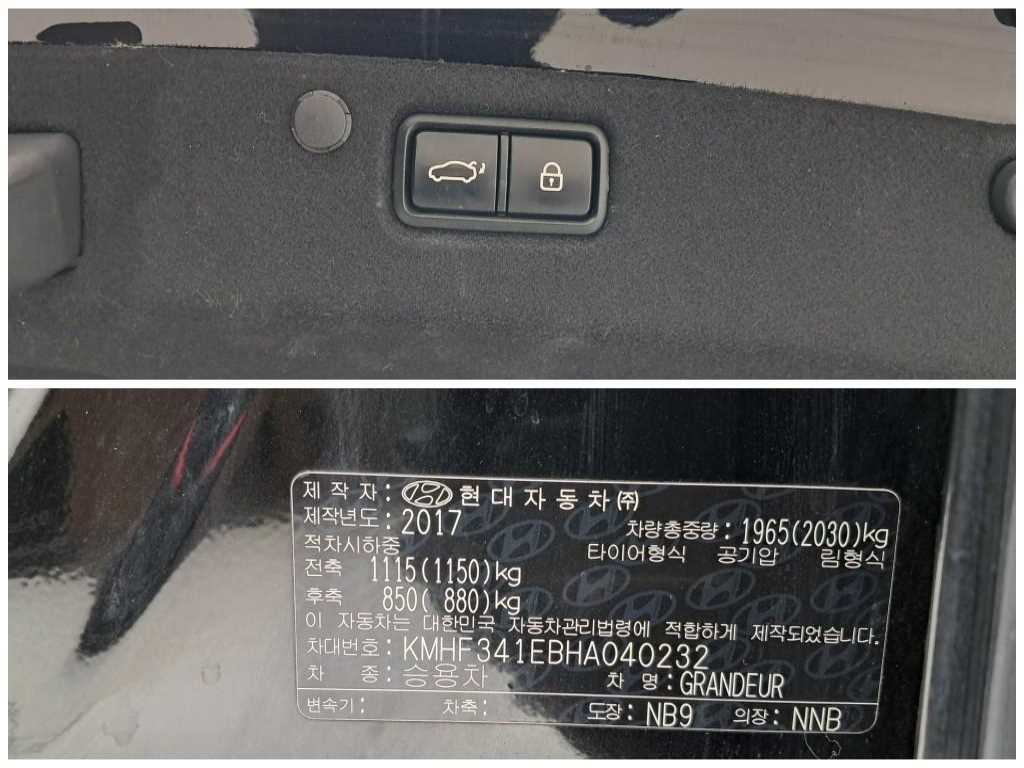 제 작 자 : 현 대 자 동 차 ㈜
제작년도 : 2017 차량총중량 : 1965(2030)kg
적차시하중 타이어형식 공기압 림형식
전축 1115(1150)kg
후축 850( 880)kg
이 자동차는 대한민국 자동차관리법령에 적합하게 제작되었습니다.
차대번호 : KMHF341EBHA040232
차 종 : 승용차 차 명 : GRANDEUR
변속기 : 차축 : 도장 : NB9 의장 : NNB